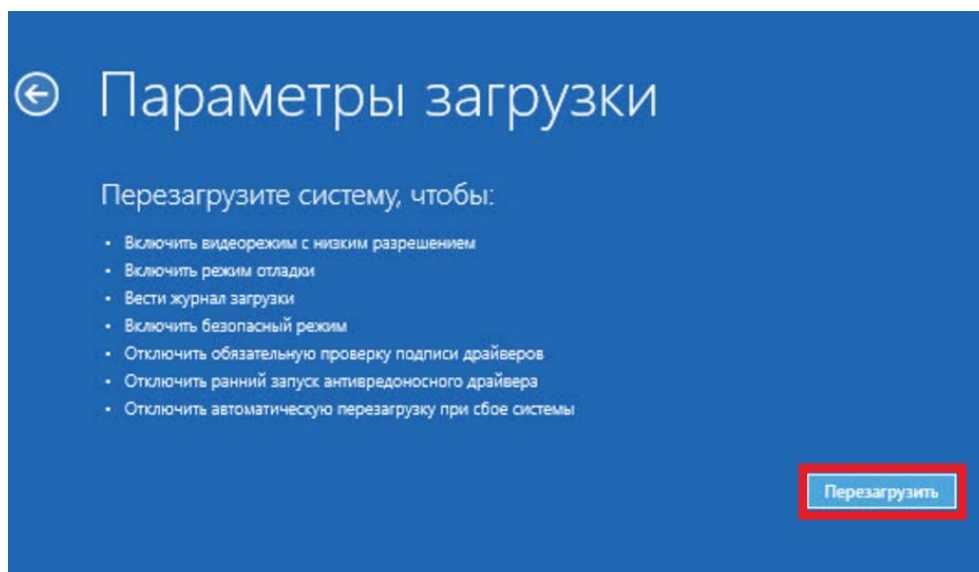 Параметры загрузки
Перезагрузите систему, чтобы:
• Включить видеорежим с низким разрешением
• Включить режим отладки
• Вести журнал загрузки
• Включить безопасный режим
• Отключить обязательную проверку подписи драйверов
• Отключить ранний запуск антивредоносного драйвера
• Отключить автоматическую перезагрузку при сбое системы
Перезагрузить